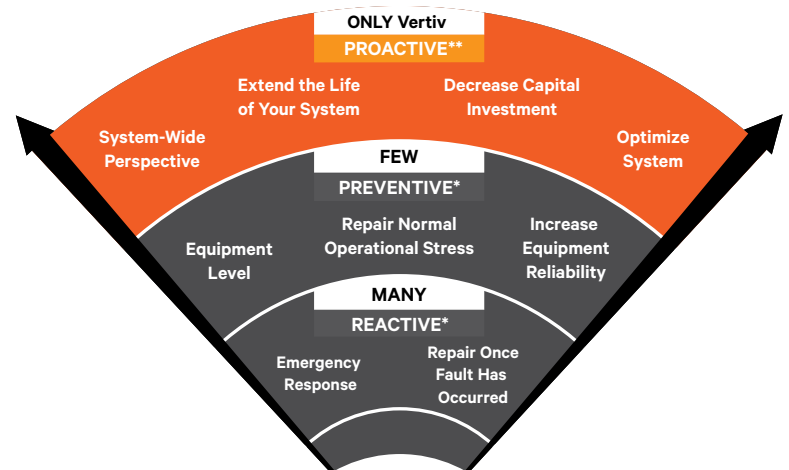 ONLY Vertiv
PROACTIVE**
Extend the Life
of Your System
Decrease Capital
Investment
System-Wide
Perspective
Optimize
System
FEW
PREVENTIVE*
Equipment
Level
Repair Normal
Operational Stress
Increase
Equipment
Reliability
MANY
REACTIVE*
Emergency
Response
Repair Once
Fault Has
Occurred